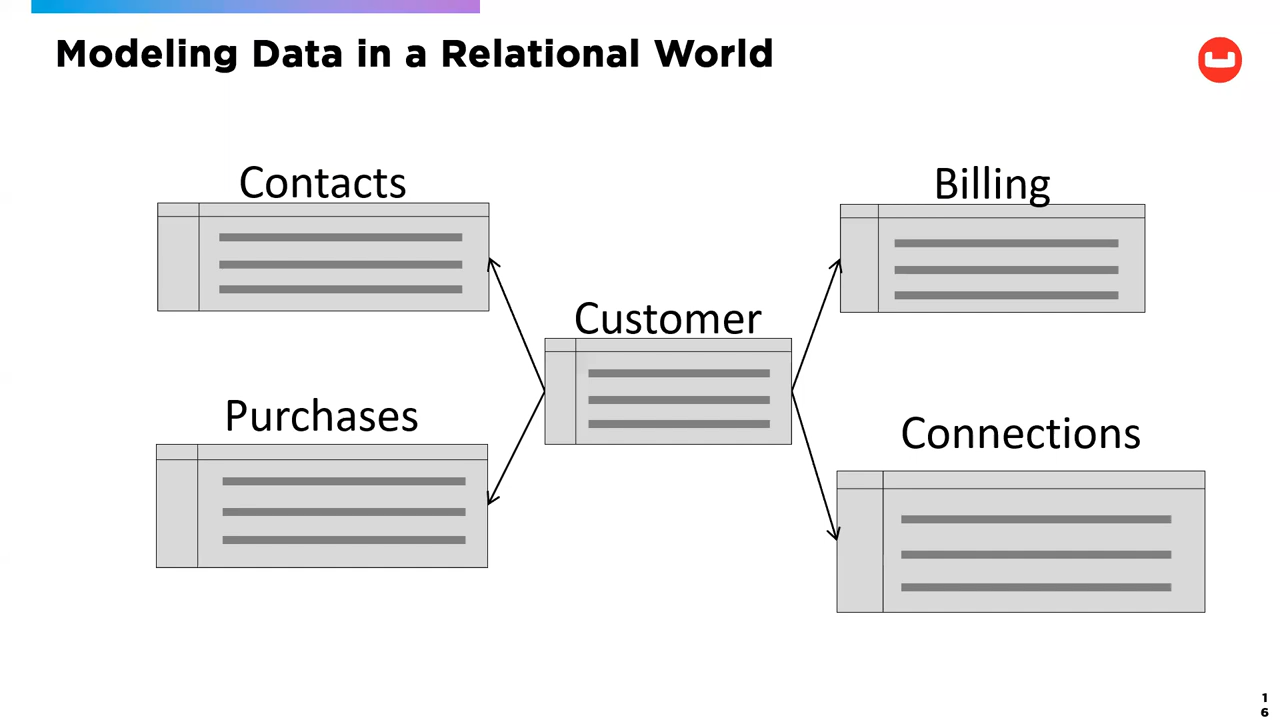 Modeling Data in a Relational World
Contacts
Billing
Customer
Purchases
Connections
1
6